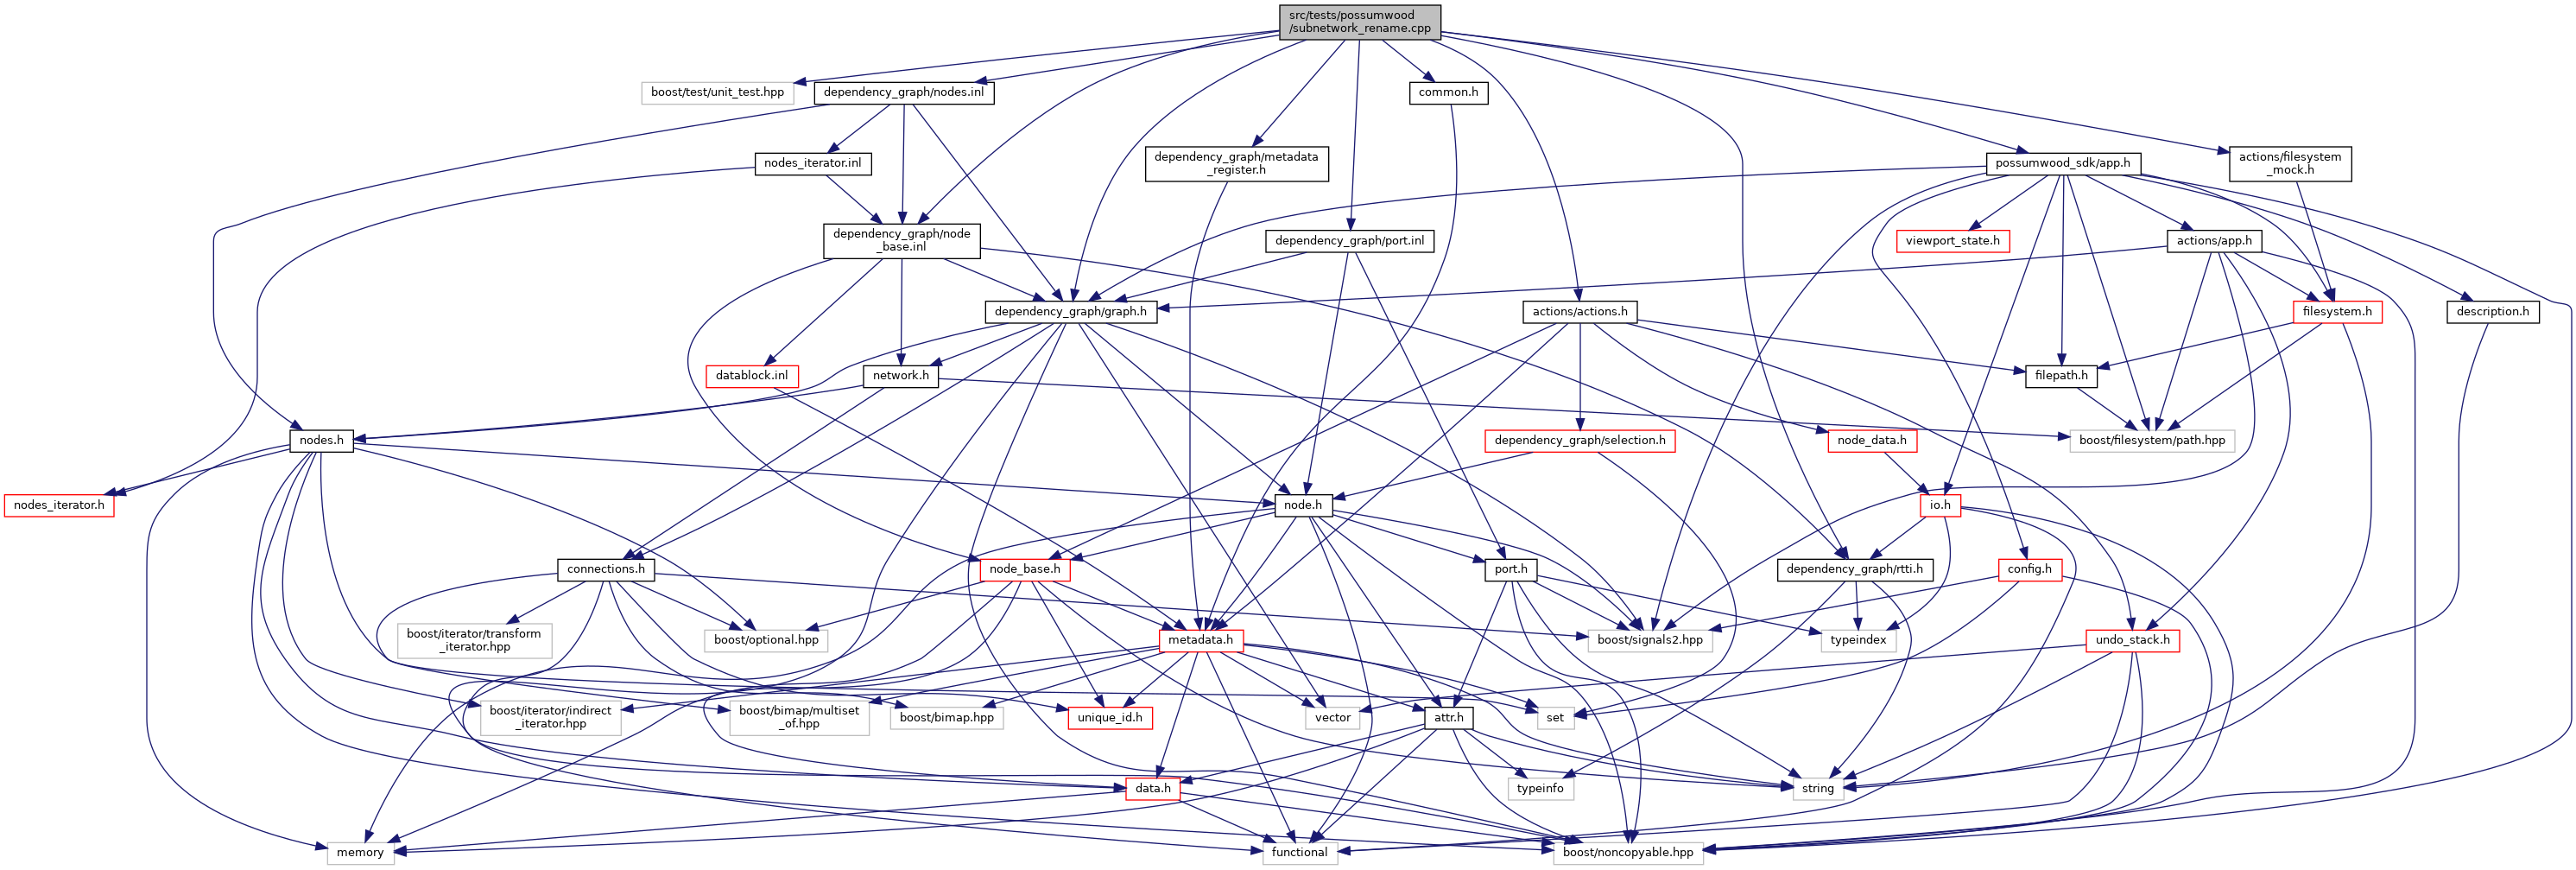 src/tests/possumwood
/subnetwork_rename.cpp
boost/test/unit_test.hpp
dependency_graph/nodes.inl
common.h
nodes_iterator.inl
dependency_graph/metadata
_register.h
possumwood_sdk/app.h
actions/filesystem
_mock.h
dependency_graph/node
_base.inl
dependency_graph/port.inl
viewport_state.h
actions/app.h
dependency_graph/graph.h
actions/actions.h
filesystem.h
description.h
datablock.inl
network.h
filepath.h
nodes.h
dependency_graph/selection.h
node_data.h
boost/filesystem/path.hpp
nodes_iterator.h
node.h
io.h
connections.h
node_base.h
port.h
dependency_graph/rtti.h
config.h
boost/iterator/transform
_iterator.hpp
boost/optional.hpp
metadata.h
boost/signals2.hpp
typeindex
undo_stack.h
boost/iterator/indirect
_iterator.hpp
boost/bimap/multiset
_of.hpp
boost/bimap.hpp
unique_id.h
vector
attr.h
set
data.h
typeinfo
string
memory
functional
boost/noncopyable.hpp